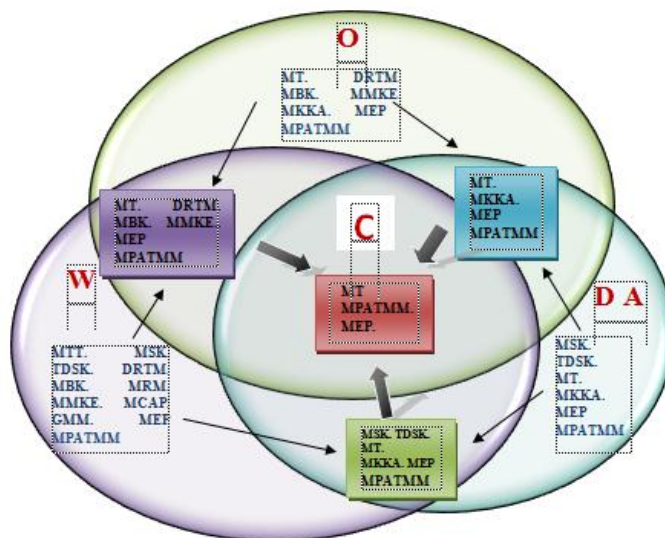 O
MT. DRTM
MBK. MMKE
MKKA. MEP
MPATMM
MT. DRTM.
MBK. MMKE.
MEP
MPATMM
MT.
MKKA.
MEP
MPATMM
C
MT
MPATMM.
MEP.
W
MTT. MSK.
TDSK. DRTM.
MBK. MRM.
MMKE. MCAP.
GMM. MEP
MPATMM
D A
MSK.
TDSK.
MT.
MKKA.
MEP
MPATMM
MSK. TDSK.
MT.
MKKA. MEP
MPATMM